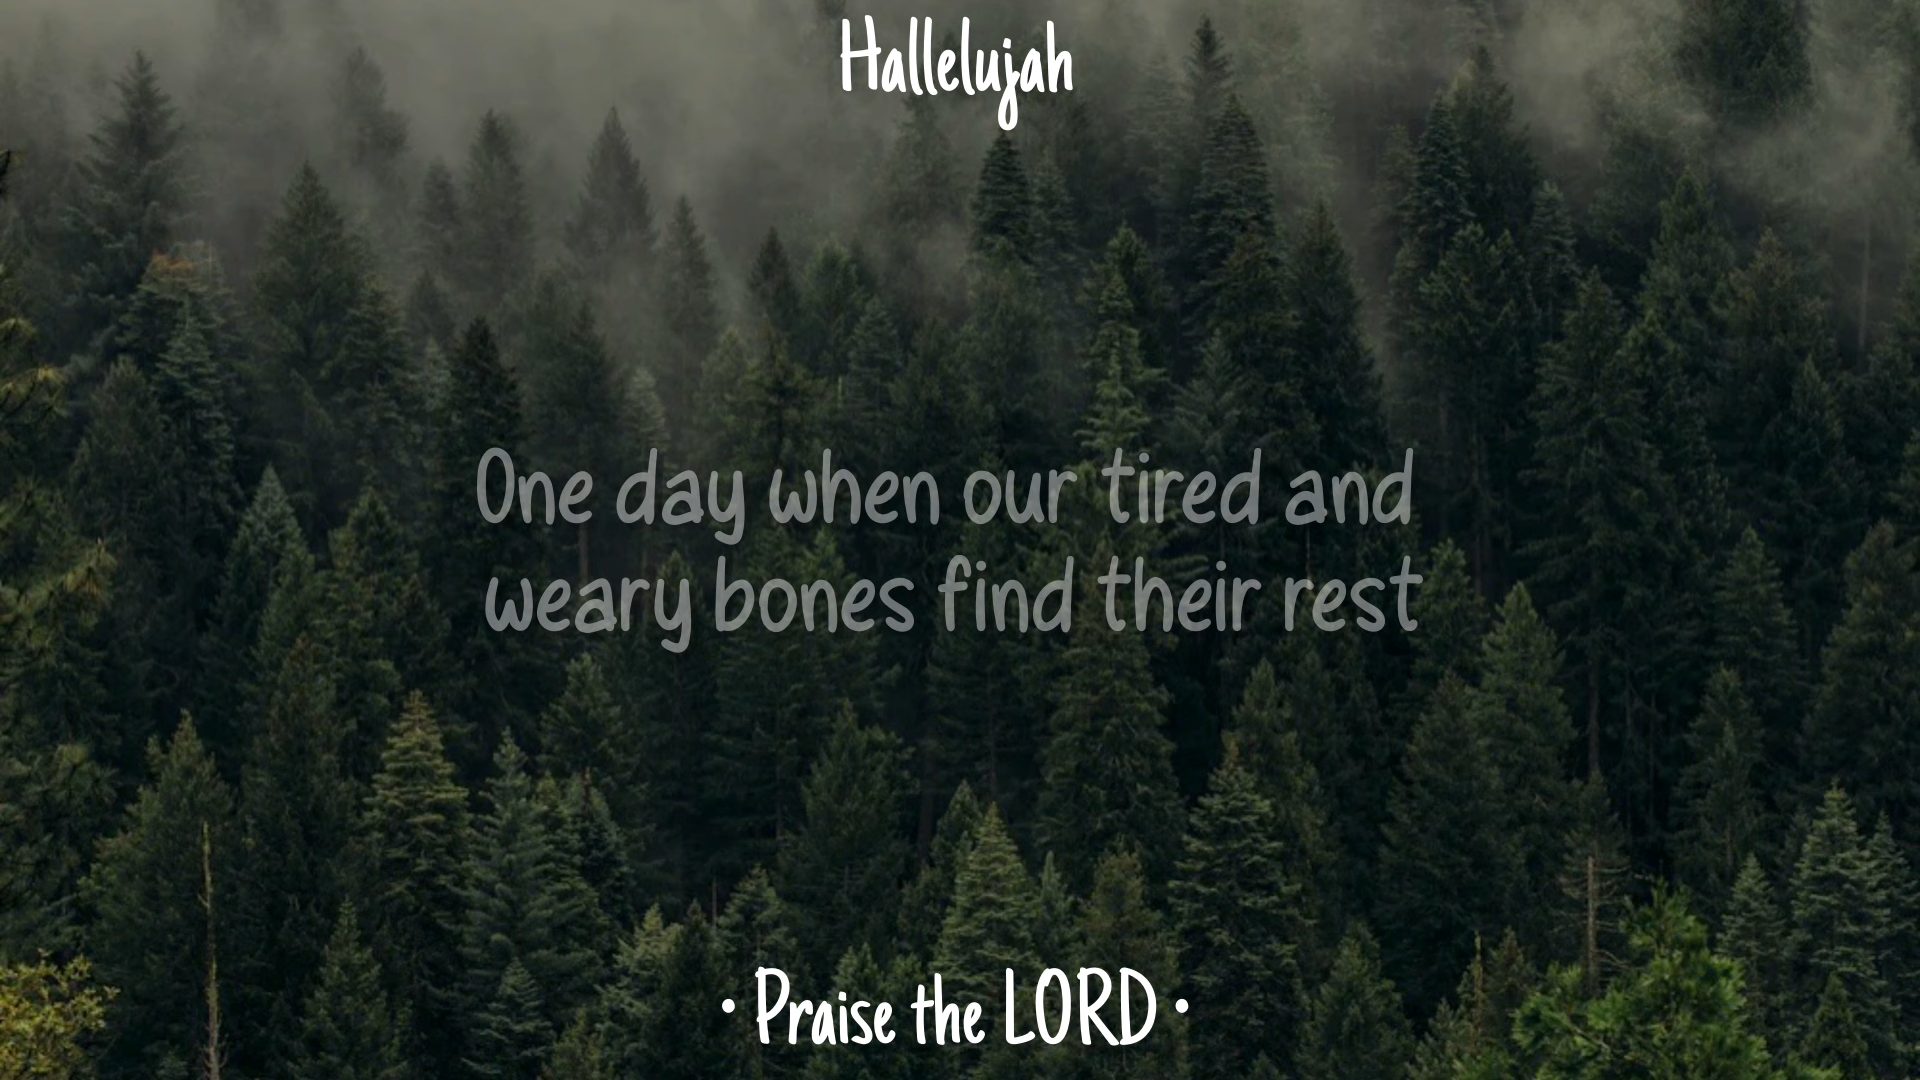 Hallelujah
One day when our tired and
weary bones find their rest
• Praise the LORD •